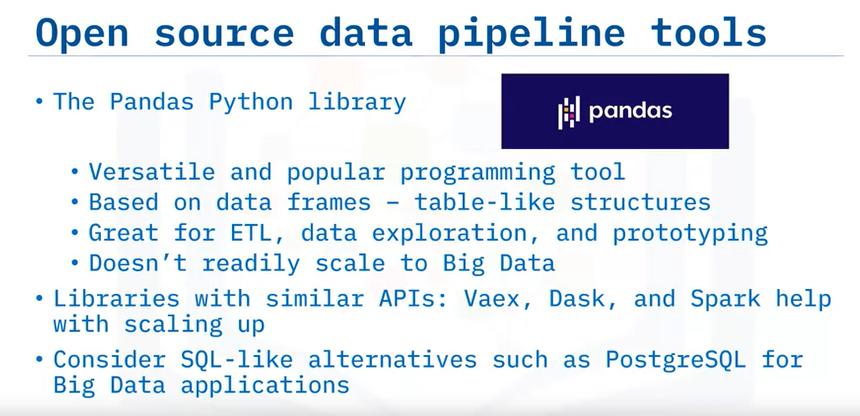 Open source data pipeline tools
• The Pandas Python library
pandas
• Versatile and popular programming tool
• Based on data frames – table-like structures
• Great for ETL, data exploration, and prototyping
• Doesn't readily scale to Big Data
• Libraries with similar APIs: Vaex, Dask, and Spark help
with scaling up
• Consider SQL-like alternatives such as PostgreSQL for
Big Data applications